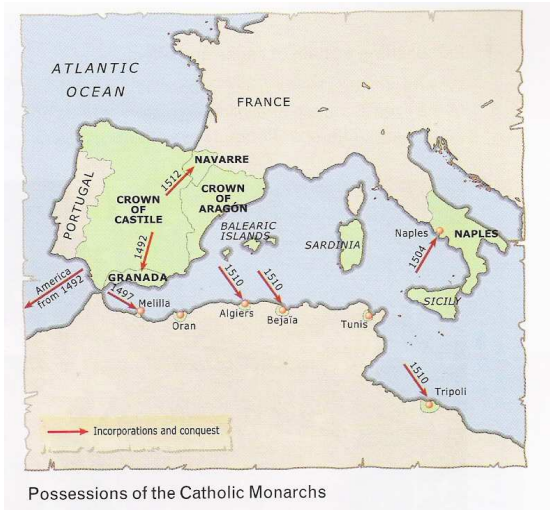 ATLANTIC
OCEAN
FRANCE
NAVARRE
1512
PORTUGAL
CROWN
OF
CASTILE
CROWN
OF
ARAGÓN
BALEARIC
ISLANDS
SARDINIA
Naples
NAPLES
1492
1504
GRANADA
SICILY
America
from 1492
1497
Melilla
Oran
1510
Algiers
1510
Bejaïa
Tunis
1510
Tripoli
Incorporations and conquest
Possessions of the Catholic Monarchs